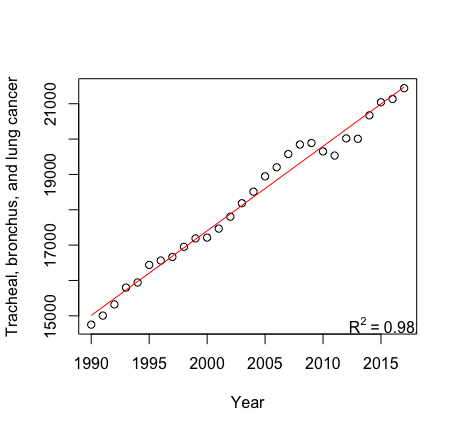 Tracheal, bronchus, and lung cancer
21000
19000
17000
15000
R² = 0.98
1990 1995 2000 2005 2010 2015
Year